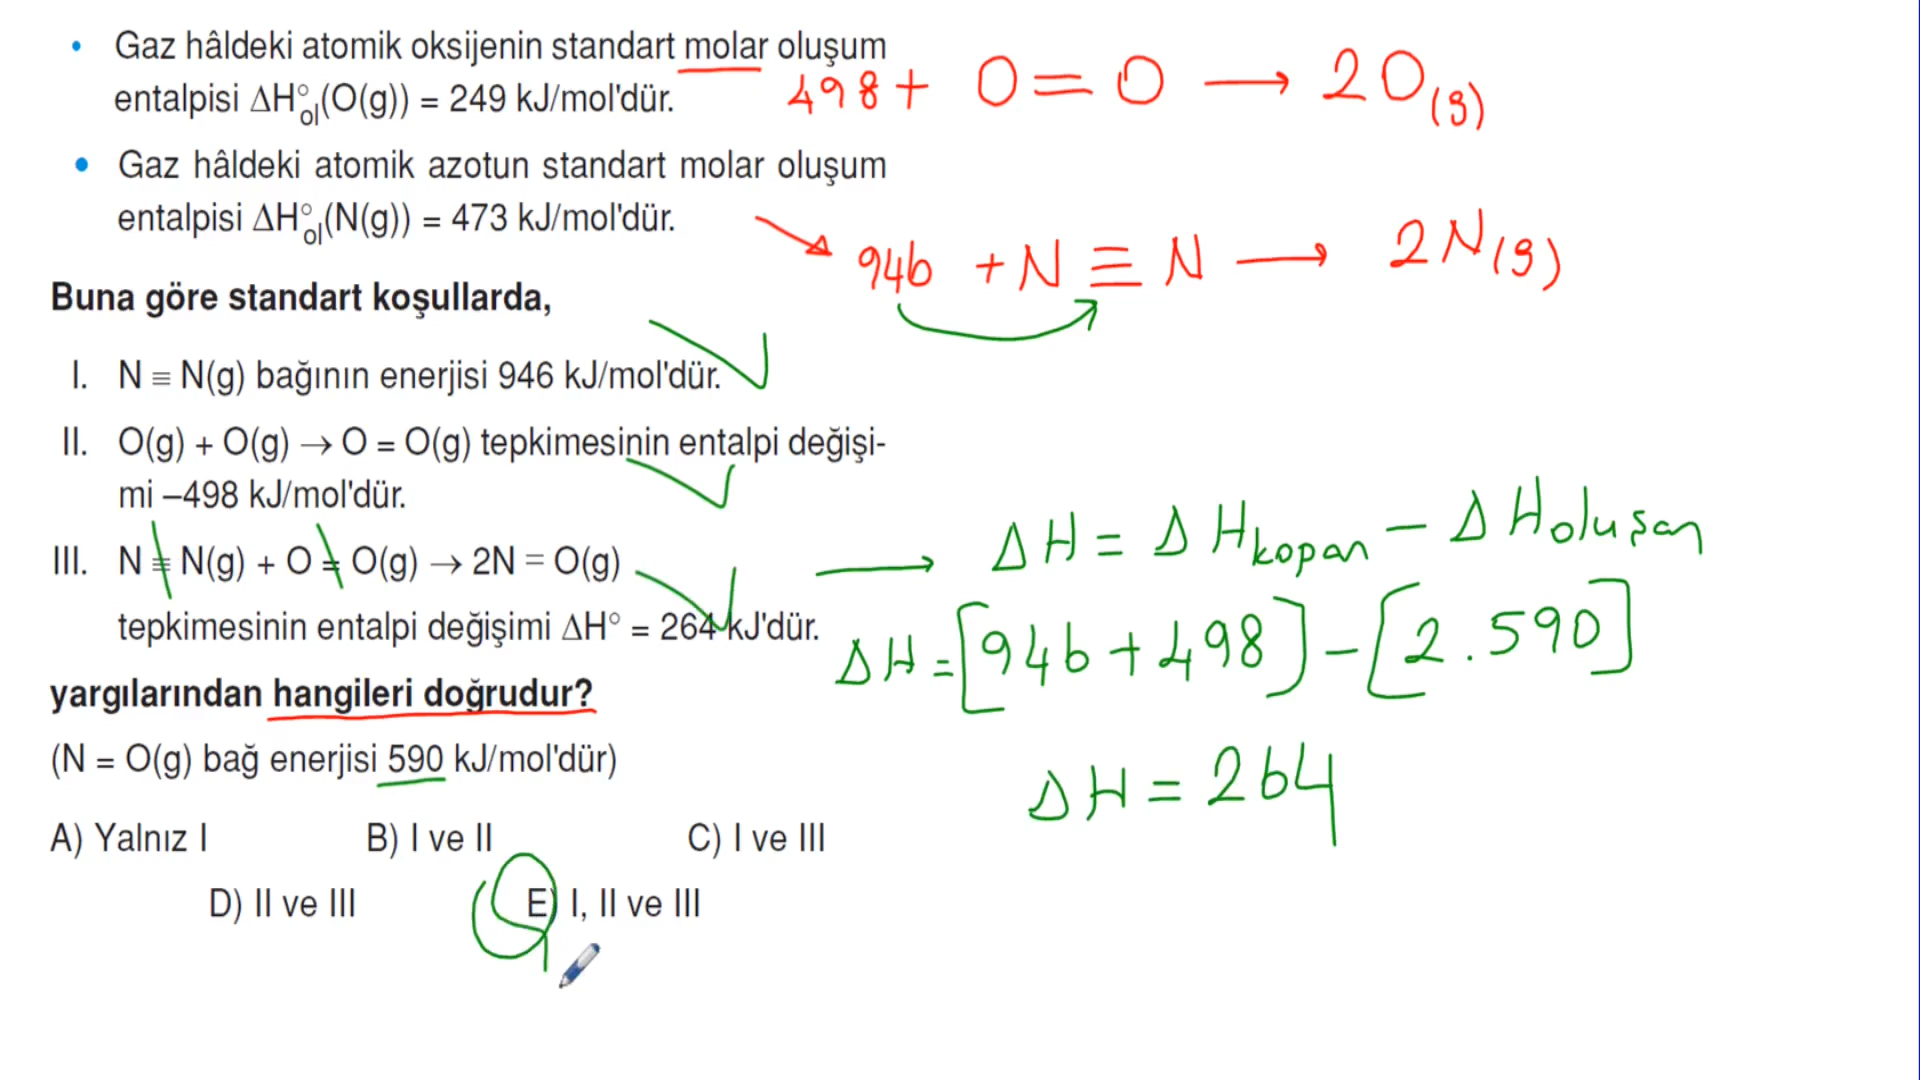 • Gaz hâldeki atomik oksijenin standart molar oluşum
entalpisi ΔH°ol(O(g)) = 249 kJ/mol'dür.
498 + O = O → 2O(g)
• Gaz hâldeki atomik azotun standart molar oluşum
entalpisi ΔH°ol(N(g)) = 473 kJ/mol'dür.
946 + N ≡ N → 2N(g)
Buna göre standart koşullarda,
I. N ≡ N(g) bağının enerjisi 946 kJ/mol'dür.
II. O(g) + O(g) → O = O(g) tepkimesinin entalpi değişi-
mi –498 kJ/mol'dür.
III. N ≡ N(g) + O = O(g) → 2N = O(g)
tepkimesinin entalpi değişimi ΔH° = 264 kJ'dür.
→ ΔH = ΔHkopan – ΔHoluşan
ΔH = [946 + 498] – [2.590]
ΔH = 264
yargılarından hangileri doğrudur?
(N = O(g) bağ enerjisi 590 kJ/mol'dür)
A) Yalnız I B) I ve II C) I ve III
D) II ve III E) I, II ve III